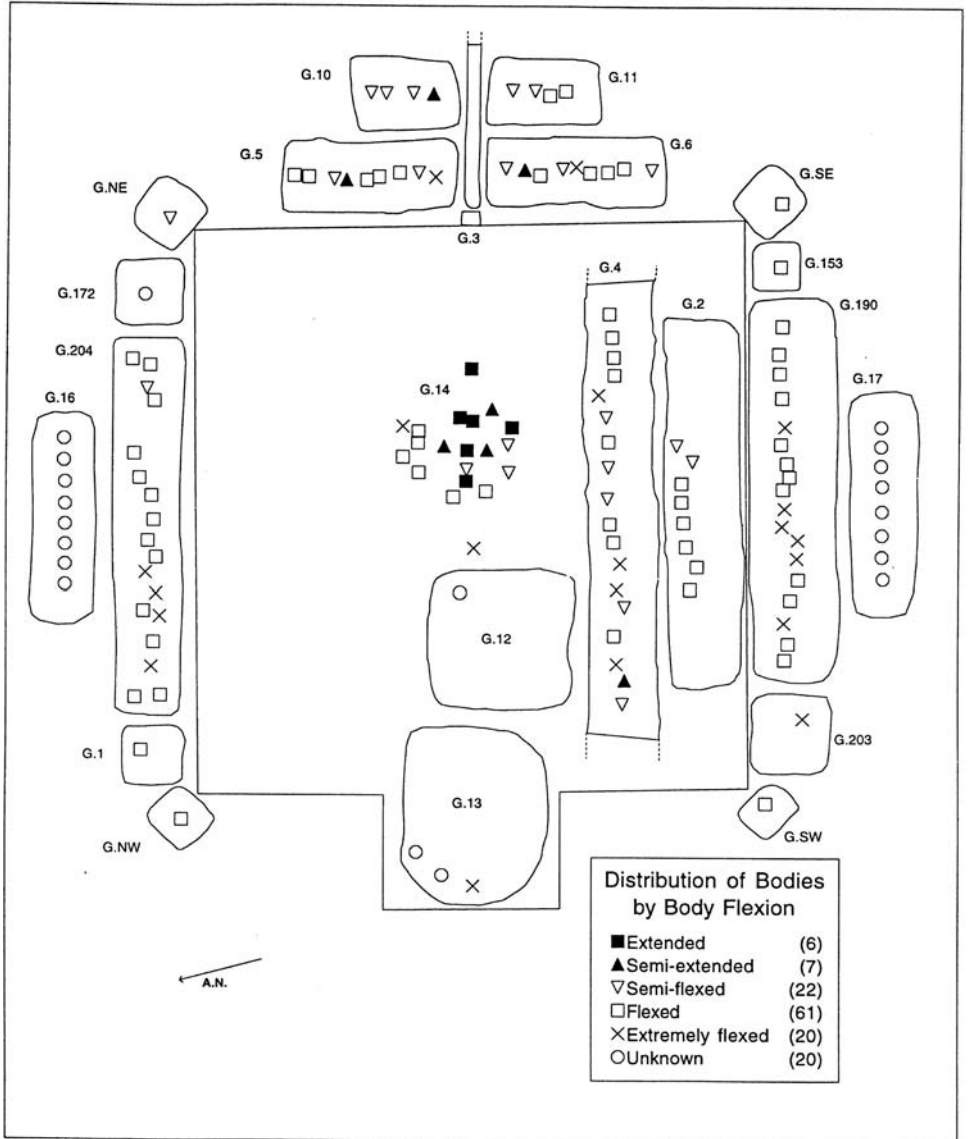 G.10
G.11
G.5
G.6
G.NE
G.SE
G.3
G.153
G.172
G.4
G.190
G.2
G.204
G.14
G.16
G.17
G.12
G.1
G.203
G.13
G.NW
G.SW
Distribution of Bodies
by Body Flexion
Extended (6)
Semi-extended (7)
Semi-flexed (22)
Flexed (61)
Extremely flexed (20)
Unknown (20)
A.N.